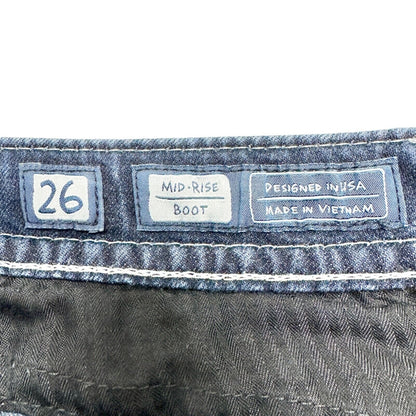 26
MID-RISE
BOOT
DESIGNED IN USA
MADE IN VIETNAM